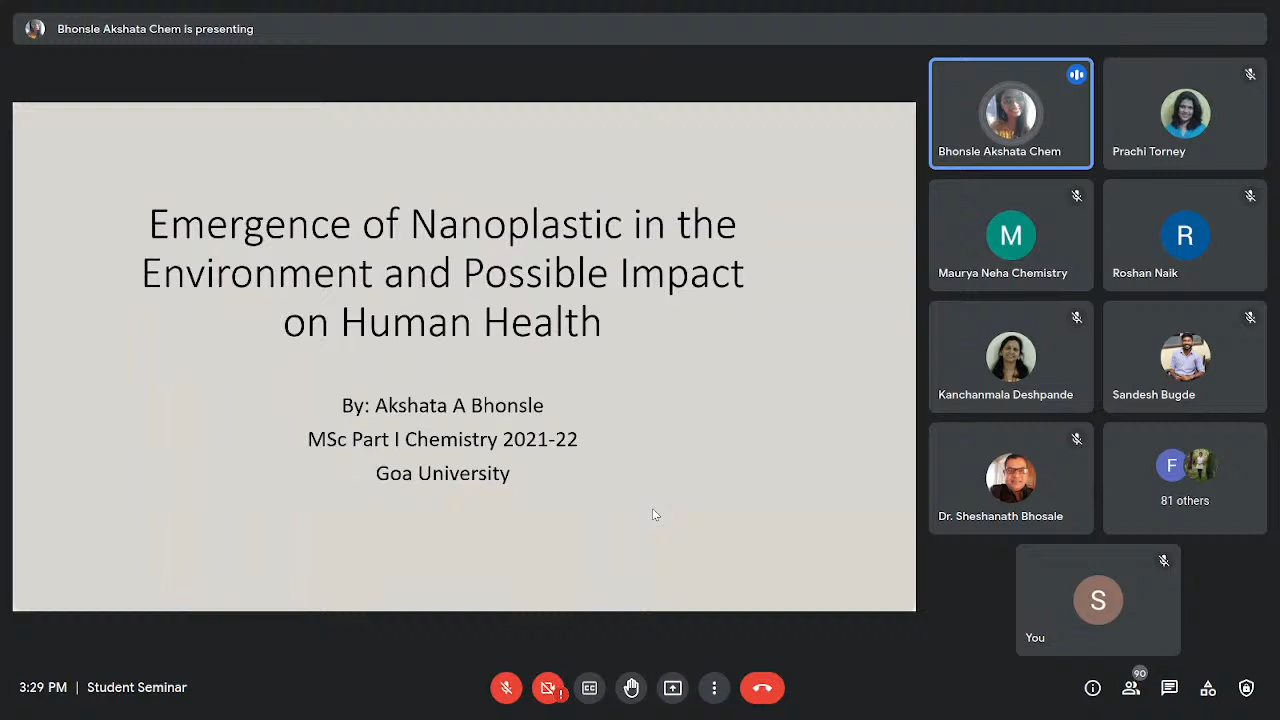 Bhonsle Akshata Chem is presenting
Emergence of Nanoplastic in the
Environment and Possible Impact
on Human Health
By: Akshata A Bhonsle
MSc Part I Chemistry 2021-22
Goa University
Bhonsle Akshata Chem
Prachi Torney
M
Maurya Neha Chemistry
R
Roshan Naik
Kanchanmala Deshpande
Sandesh Bugde
Dr. Sheshanath Bhosale
F
81 others
S
You
3:29 PM | Student Seminar
CC
90